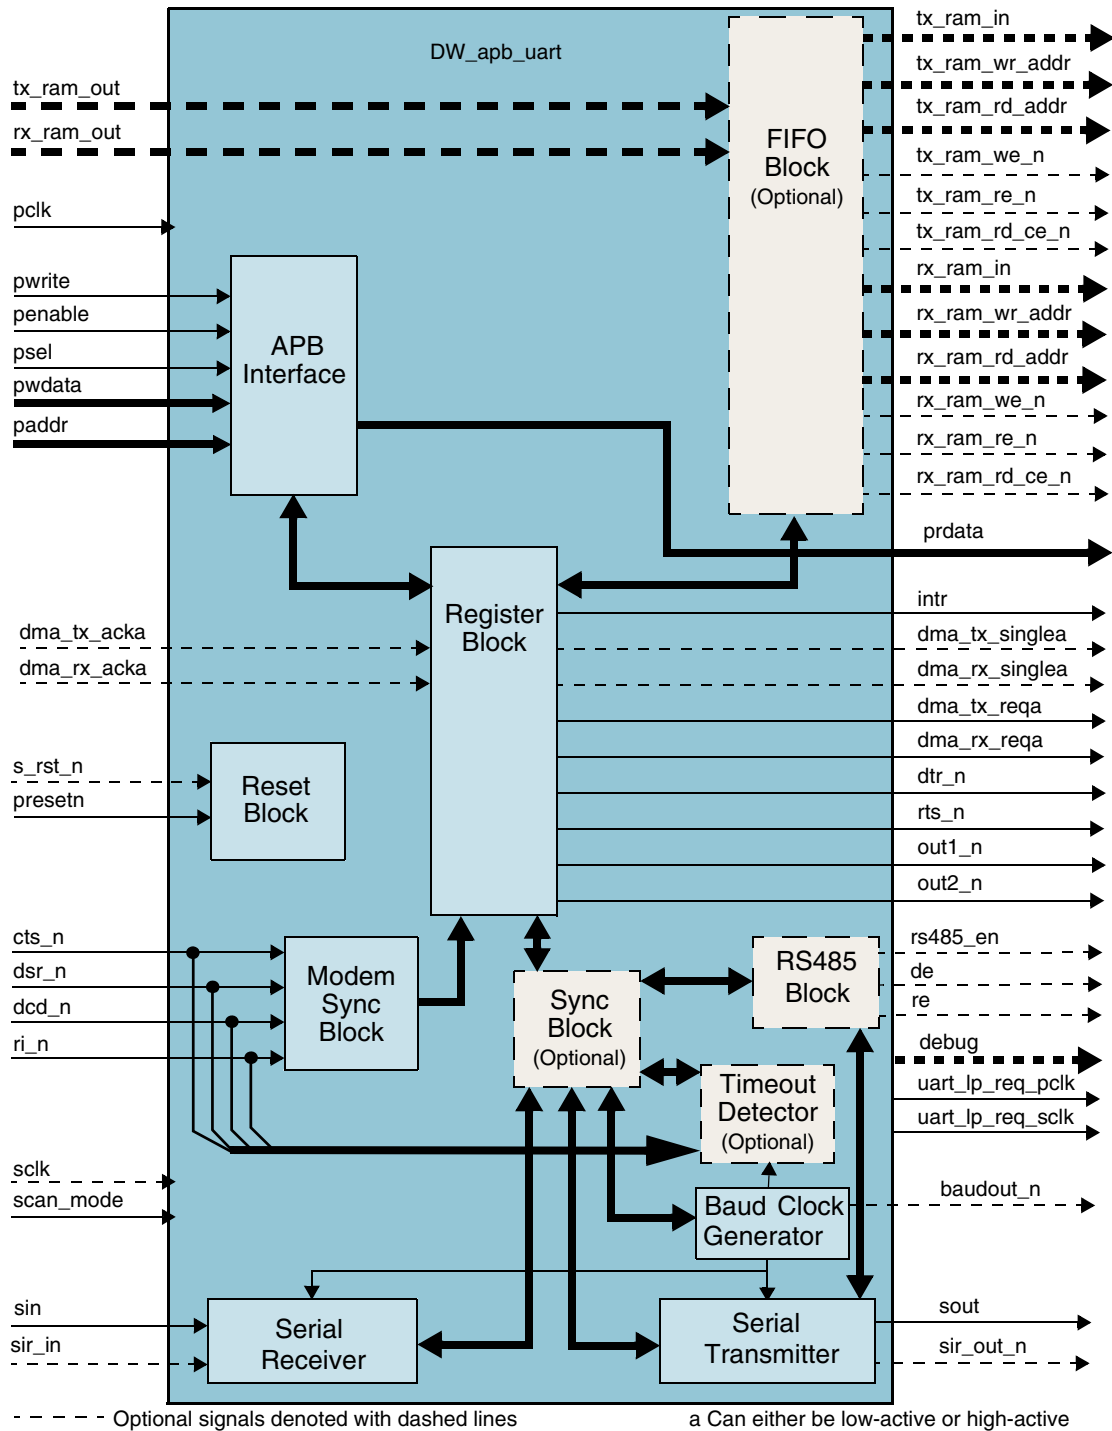 DW_apb_uart
tx_ram_out
rx_ram_out
pclk
pwrite
penable
psel
pwdata
paddr
dma_tx_acka
dma_rx_acka
s_rst_n
presetn
cts_n
dsr_n
dcd_n
ri_n
sclk
scan_mode
sin
sir_in
APB
Interface
FIFO
Block
(Optional)
Register
Block
Reset
Block
Modem
Sync
Block
Sync
Block
(Optional)
RS485
Block
Timeout
Detector
(Optional)
Baud Clock
Generator
Serial
Receiver
Serial
Transmitter
tx_ram_in
tx_ram_wr_addr
tx_ram_rd_addr
tx_ram_we_n
tx_ram_re_n
tx_ram_rd_ce_n
rx_ram_in
rx_ram_wr_addr
rx_ram_rd_addr
rx_ram_we_n
rx_ram_re_n
rx_ram_rd_ce_n
prdata
intr
dma_tx_singlea
dma_rx_singlea
dma_tx_reqa
dma_rx_reqa
dtr_n
rts_n
out1_n
out2_n
rs485_en
de
re
debug
uart_lp_req_pclk
uart_lp_req_sclk
baudout_n
sout
sir_out_n
Optional signals denoted with dashed lines
a Can either be low-active or high-active